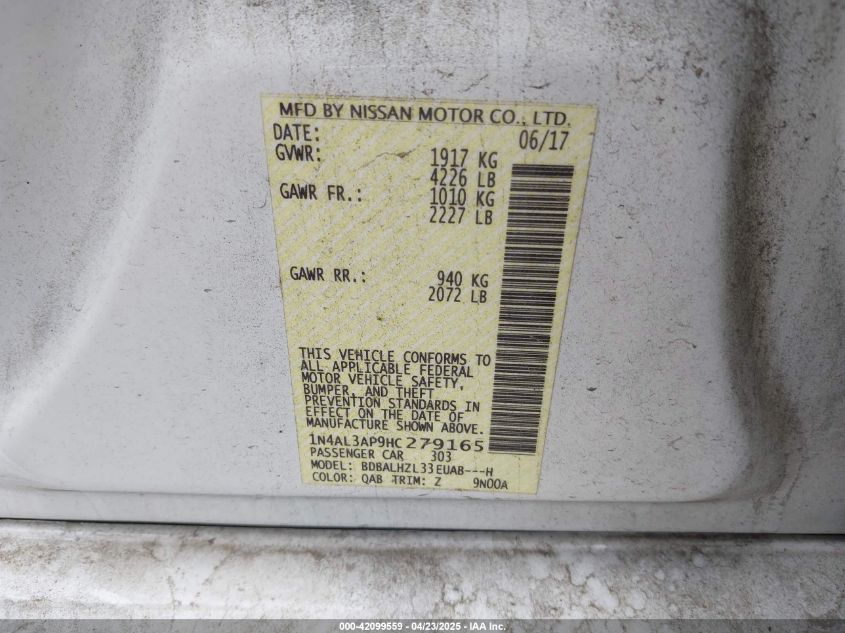 MFD BY NISSAN MOTOR CO., LTD.
DATE: 06/17
GVWR: 1917 KG
4226 LB
GAWR FR.: 1010 KG
2227 LB
GAWR RR.: 940 KG
2072 LB
THIS VEHICLE CONFORMS TO
ALL APPLICABLE FEDERAL
MOTOR VEHICLE SAFETY,
BUMPER, AND THEFT
PREVENTION STANDARDS IN
EFFECT ON THE DATE OF
MANUFACTURE SHOWN ABOVE.
1N4AL3AP9HC279165
PASSENGER CAR 303
MODEL: BDBALHZL33EUAB---H
COLOR: QAB TRIM: Z 9N00A
000-42099559 / 04/23/2025 - IAA Inc.